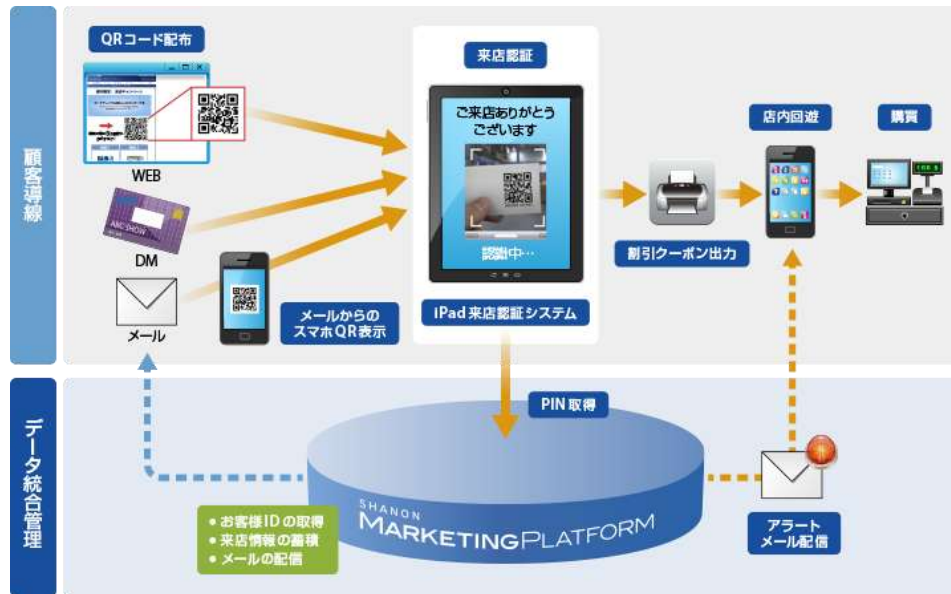 顧客導線
QRコード配布
WEB
ABC SHOW
DM
メール
メールからの
スマホQR表示
来店認証
ご来店ありがとう
ございます
認識中…
iPad 来店認証システム
割引クーポン出力
店内回遊
購買
データ統合管理
PIN 取得
SHANON
MARKETINGPLATFORM
• お客様IDの取得
• 来店情報の蓄積
• メールの配信
アラート
メール配信